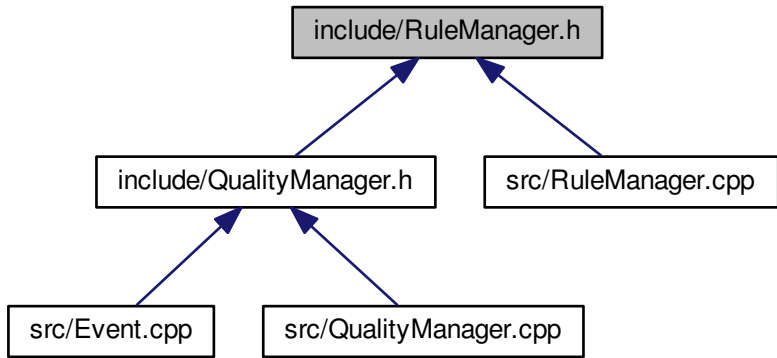 include/RuleManager.h
include/QualityManager.h
src/RuleManager.cpp
src/Event.cpp
src/QualityManager.cpp